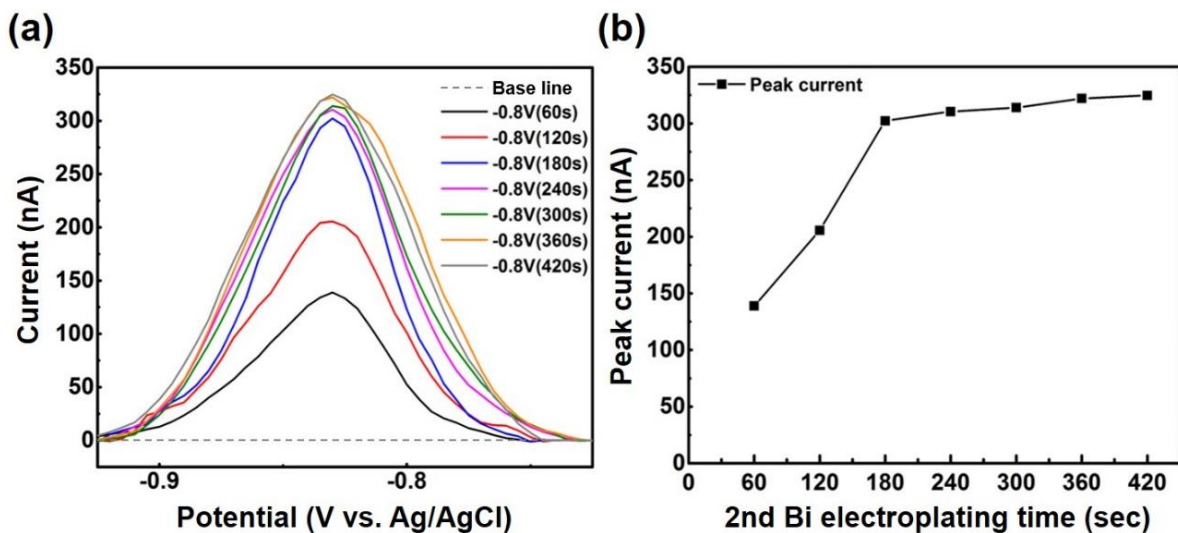 (a)
350
300
250
200
150
100
50
0
Current (nA)
-0.9
-0.8
Potential (V vs. Ag/AgCl)
Base line
-0.8V(60s)
-0.8V(120s)
-0.8V(180s)
-0.8V(240s)
-0.8V(300s)
-0.8V(360s)
-0.8V(420s)
(b)
350
300
250
200
150
100
50
0
Peak current (nA)
Peak current
0
60
120
180
240
300
360
420
2nd Bi electroplating time (sec)